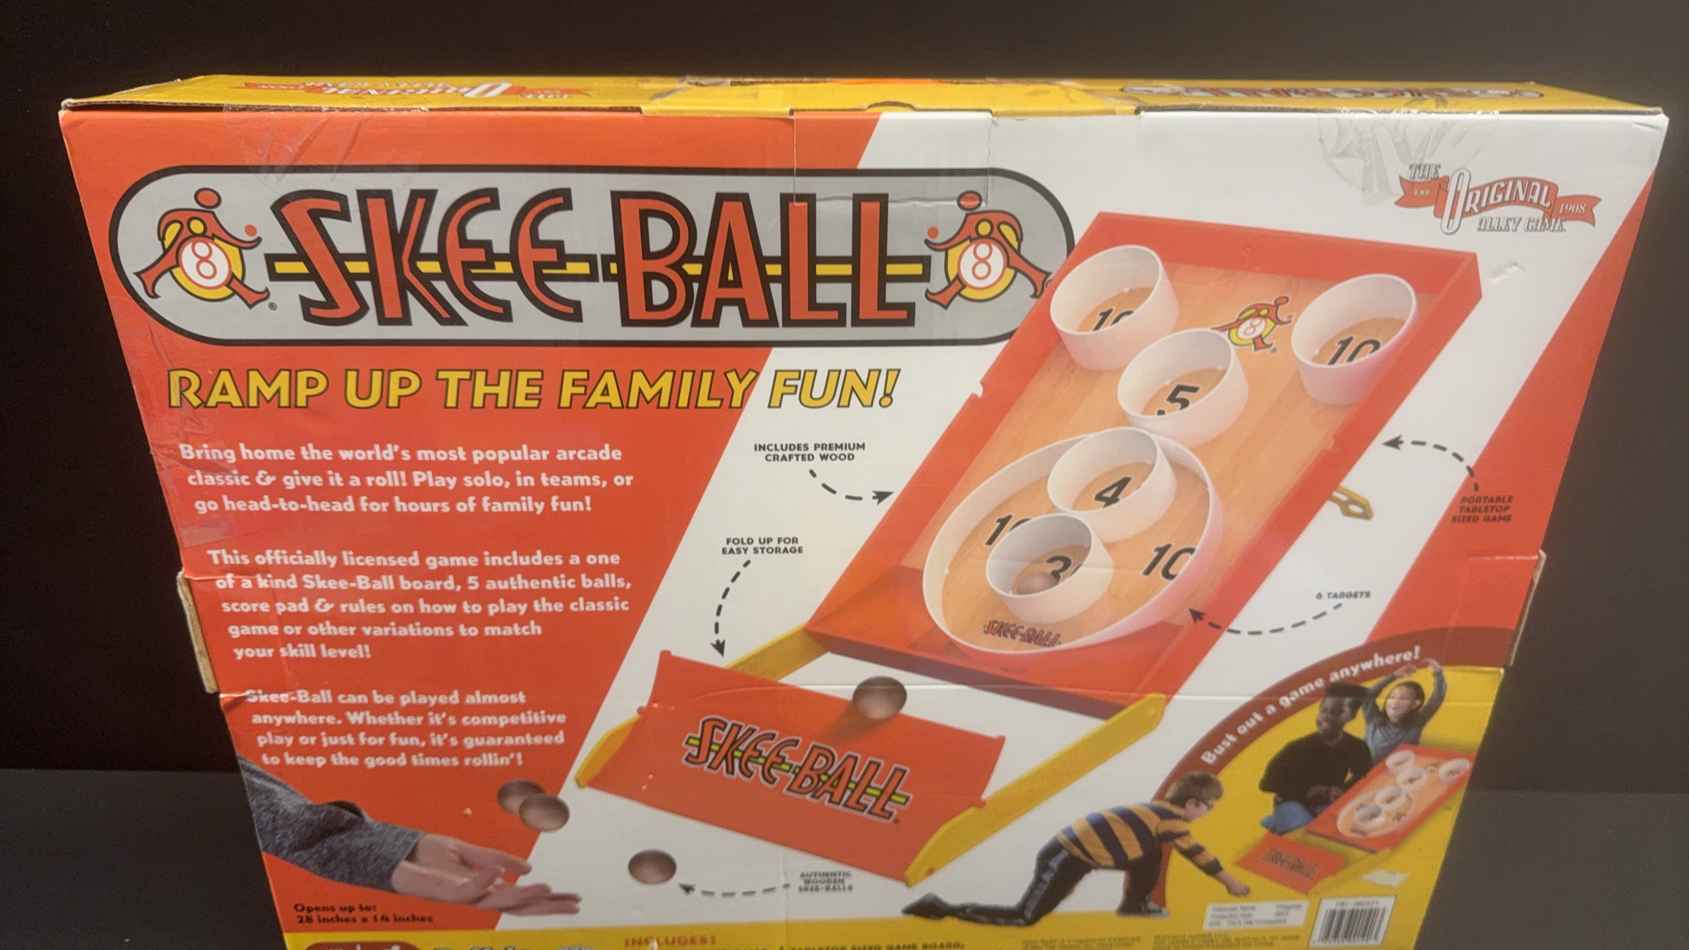 SKEE-BALL
8
8
®
THE ORIGINAL 1908
ALLEY GAME
RAMP UP THE FAMILY FUN!
Bring home the world's most popular arcade
classic & give it a roll! Play solo, in teams, or
go head-to-head for hours of family fun!
This officially licensed game includes a one
of a kind Skee-Ball board, 5 authentic balls,
score pad & rules on how to play the classic
game or other variations to match
your skill level!
Skee-Ball can be played almost
anywhere. Whether it's competitive
play or just for fun, it's guaranteed
to keep the good times rollin'!
Opens up to:
28 inches x 14 inches
INCLUDES PREMIUM
CRAFTED WOOD
FOLD UP FOR
EASY STORAGE
10
10
5
4
10
10
3
SKEE-BALL
SKEE-BALL
PORTABLE
TABLETOP
SIZED GAME
6 TARGETS
AUTHENTIC
WOODEN
SKEE-BALLS
Bust out a game anywhere!
INCLUDES:
TABLETOP SIZED GAME BOARD,